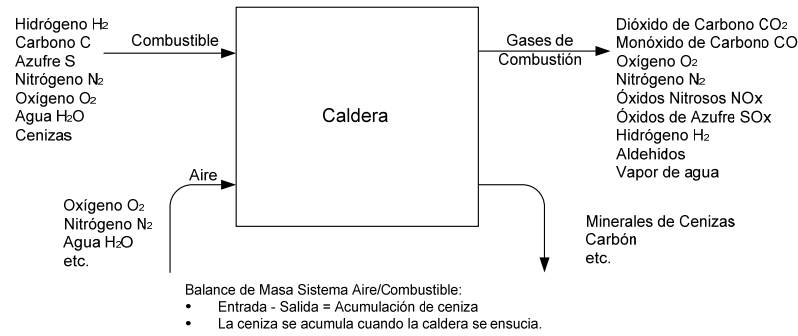 Hidrógeno H2
Carbono C
Azufre S
Nitrógeno N2
Oxígeno O2
Agua H2O
Cenizas
Combustible
Aire
Oxígeno O2
Nitrógeno N2
Agua H2O
etc.
Caldera
Gases de
Combustión
Dióxido de Carbono CO2
Monóxido de Carbono CO
Oxígeno O2
Nitrógeno N2
Óxidos Nitrosos NOx
Óxidos de Azufre SOx
Hidrógeno H2
Aldehidos
Vapor de agua
Minerales de Cenizas
Carbón
etc.
Balance de Masa Sistema Aire/Combustible:
• Entrada - Salida = Acumulación de ceniza
• La ceniza se acumula cuando la caldera se ensucia.